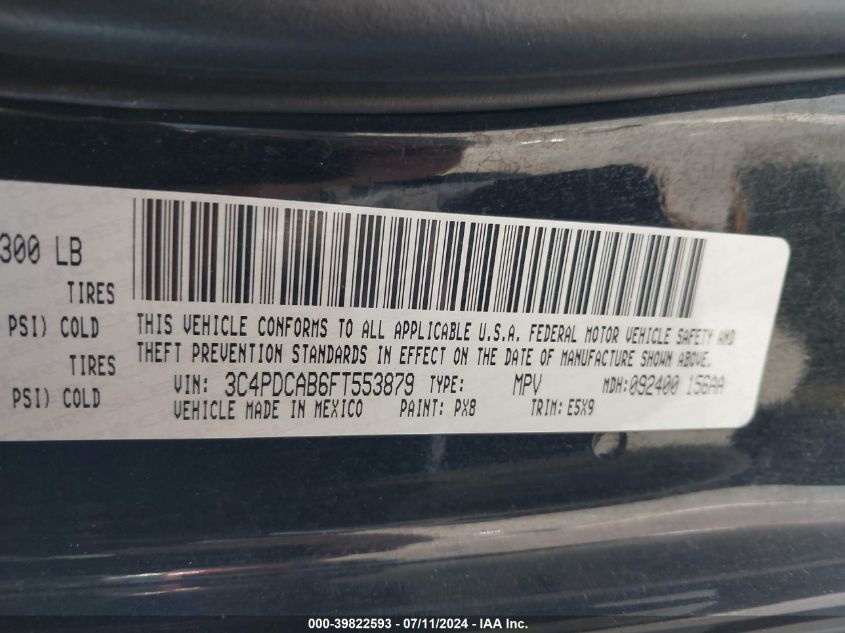 300 LB
TIRES
PSI) COLD
TIRES
PSI) COLD
THIS VEHICLE CONFORMS TO ALL APPLICABLE U.S.A. FEDERAL MOTOR VEHICLE SAFETY AND
THEFT PREVENTION STANDARDS IN EFFECT ON THE DATE OF MANUFACTURE SHOWN ABOVE.
VIN: 3C4PDCAB6FT553879 TYPE: MPV MDH:092400 156AA
VEHICLE MADE IN MEXICO PAINT: PX8 TRIM: E5X9
000-39822593 - 07/11/2024 - IAA Inc.